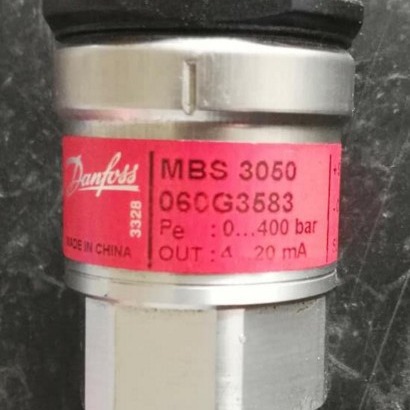 Danfoss
3328
MADE IN CHINA
MBS 3050
060G3583
Pe : 0...400 bar
OUT : 4...20 mA